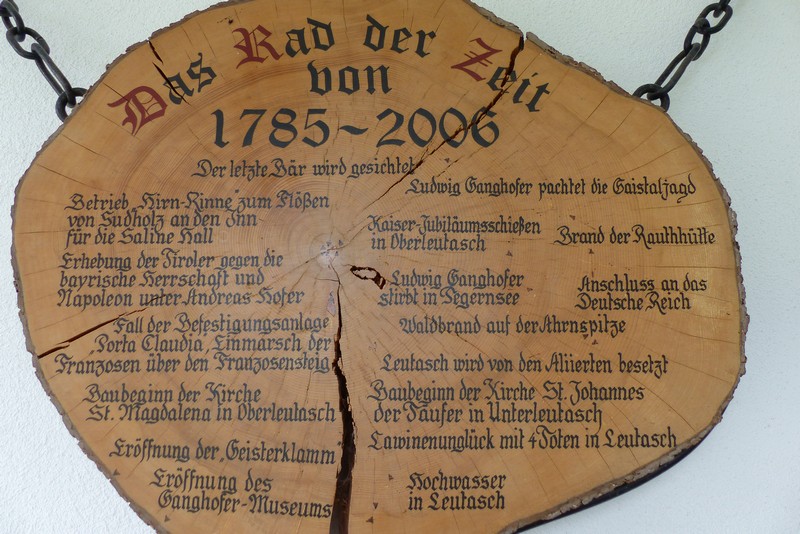 Das Rad der Zeit
von
1785~2006
Der letzte Bär wird gesichtet
Betrieb „Hirn-Rinne“ zum Flößen
von Sudholz an den Inn
für die Saline Hall
Erhebung der Tiroler gegen die
bayrische Herrschaft und
Napoleon unter Andreas Hofer
Fall der Befestigungsanlage
„Porta Claudia“, Einmarsch der
Franzosen über den Franzosensteig
Baubeginn der Kirche
St. Magdalena in Oberleutasch
Eröffnung der „Geisterklamm“
Eröffnung des
Ganghofer-Museums
Ludwig Ganghofer pachtet die Gaistaljagd
Kaiser-Jubiläumsschießen
in Oberleutasch
Brand der Rauthhütte
Ludwig Ganghofer
stirbt in Tegernsee
Anschluss an das
Deutsche Reich
Waldbrand auf der Ahrnspitze
Leutasch wird von den Aliierten besetzt
Baubeginn der Kirche St. Johannes
der Täufer in Unterleutasch
Lawinenunglück mit 4 Toten in Leutasch
Hochwasser
in Leutasch